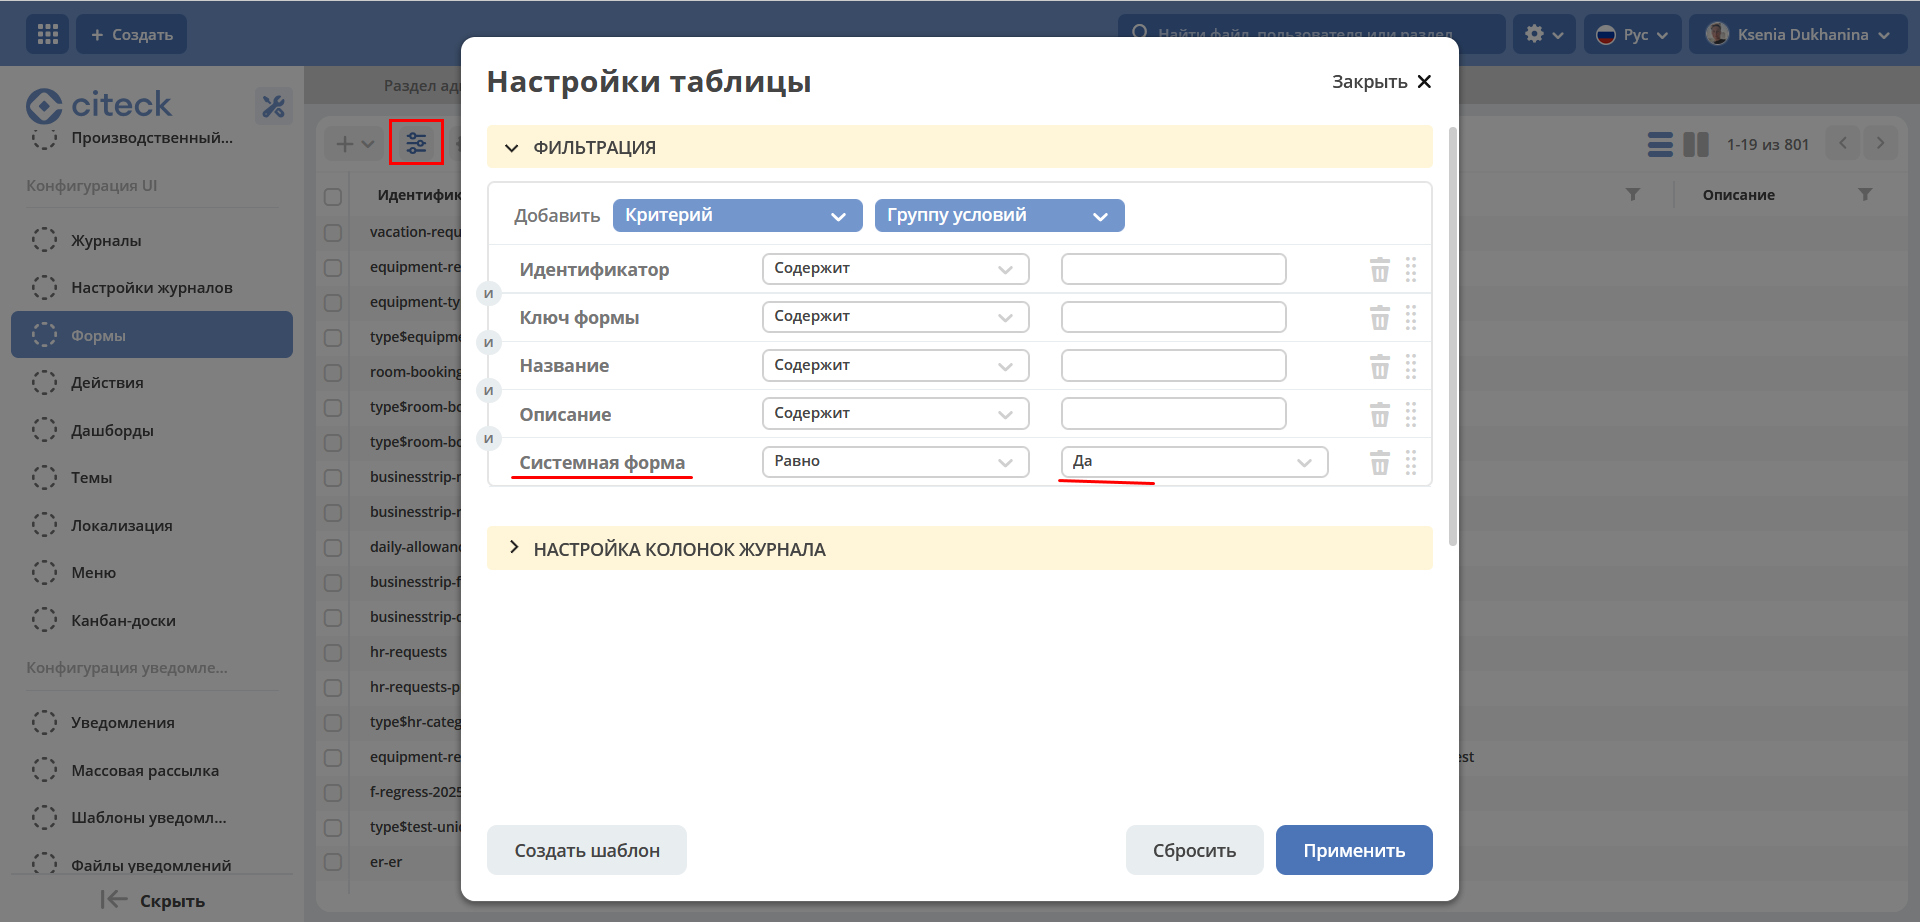 + Создать
Найти файл, пользователя или раздел
Рус
Ksenia Dukhanina
citeck
Производственный...
Конфигурация UI
Журналы
Настройки журналов
Формы
Действия
Дашборды
Темы
Локализация
Меню
Канбан-доски
Конфигурация уведомле...
Уведомления
Массовая рассылка
Шаблоны уведомл...
Файлы уведомлений
Скрыть
Раздел ад
1-19 из 801
Идентифик
Описание
vacation-requ
equipment-re
equipment-ty
type$equipme
room-booking
type$room-bo
type$room-bo
businesstrip-r
businesstrip-r
daily-allowan
businesstrip-f
businesstrip-c
hr-requests
hr-requests-p
type$hr-categ
equipment-re
est
f-regress-2025
type$test-uni
er-er
Настройки таблицы
Закрыть
ФИЛЬТРАЦИЯ
Добавить Критерий Группу условий
Идентификатор Содержит
и
Ключ формы Содержит
и
Название Содержит
и
Описание Содержит
и
Системная форма Равно Да
НАСТРОЙКА КОЛОНОК ЖУРНАЛА
Создать шаблон
Сбросить
Применить